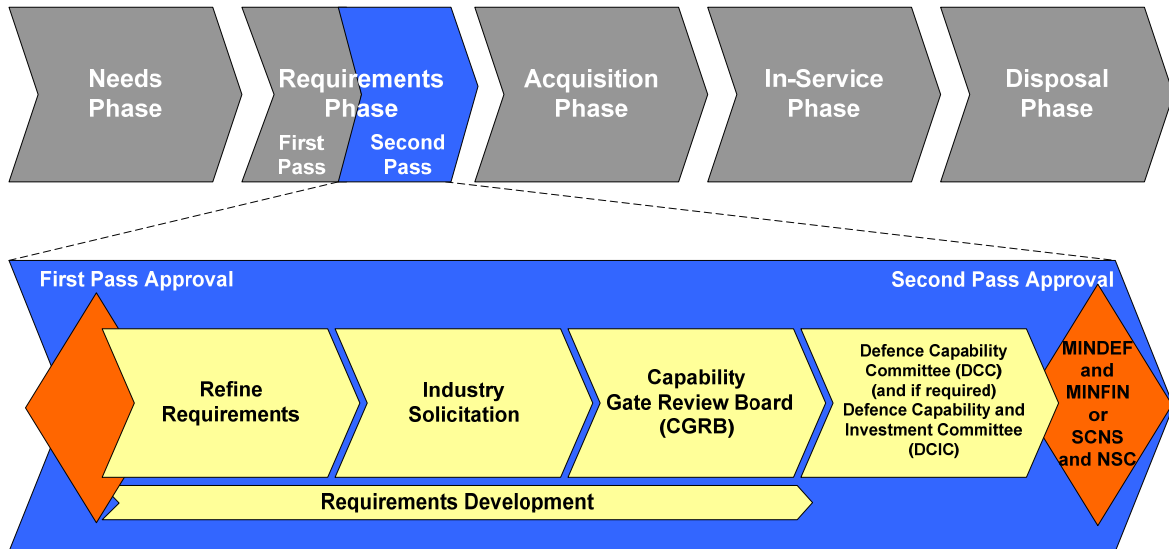 Needs
Phase
Requirements
Phase
First
Pass
Second
Pass
Acquisition
Phase
In-Service
Phase
Disposal
Phase
First Pass Approval
Second Pass Approval
Refine
Requirements
Industry
Solicitation
Capability
Gate Review Board
(CGRB)
Defence Capability
Committee (DCC)
(and if required)
Defence Capability and
Investment Committee
(DCIC)
MINDEF
and
MINFIN
or
SCNS
and NSC
Requirements Development